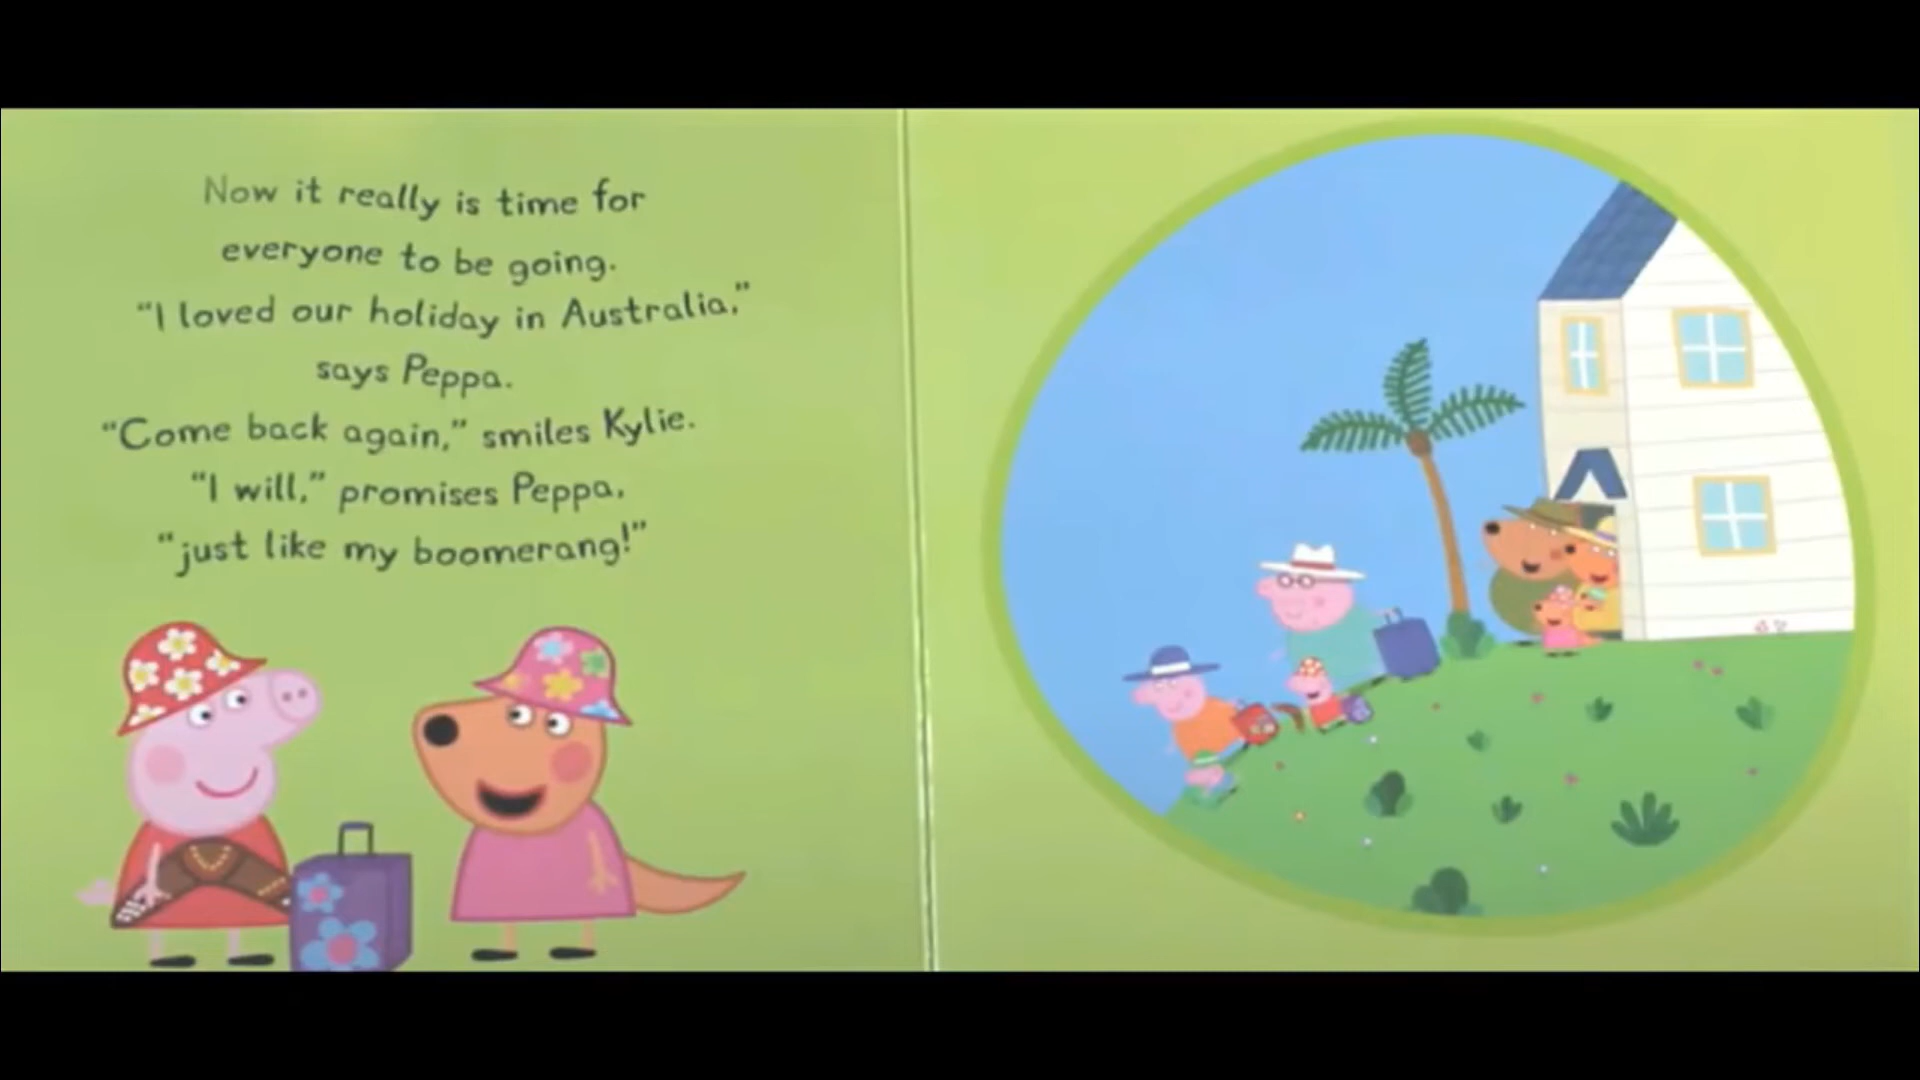 Now it really is time for
everyone to be going.
“I loved our holiday in Australia,”
says Peppa.
“Come back again,” smiles Kylie.
“I will,” promises Peppa,
“just like my boomerang!”